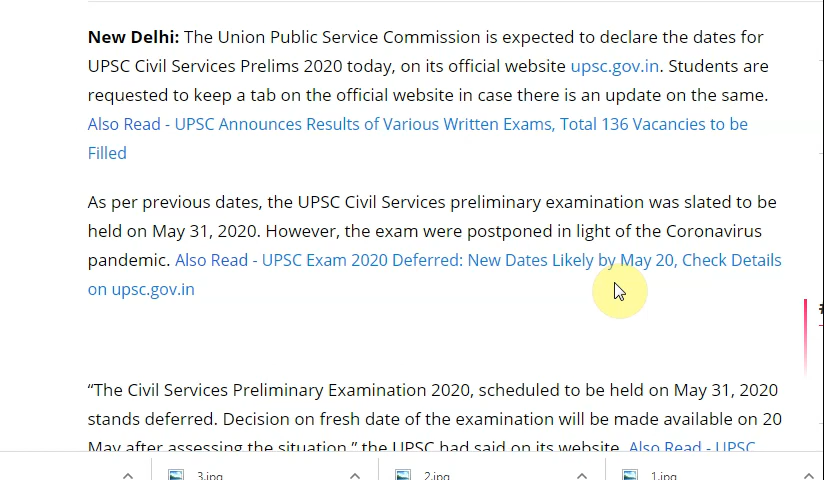 New Delhi: The Union Public Service Commission is expected to declare the dates for
UPSC Civil Services Prelims 2020 today, on its official website upsc.gov.in. Students are
requested to keep a tab on the official website in case there is an update on the same.
Also Read - UPSC Announces Results of Various Written Exams, Total 136 Vacancies to be
Filled
As per previous dates, the UPSC Civil Services preliminary examination was slated to be
held on May 31, 2020. However, the exam were postponed in light of the Coronavirus
pandemic. Also Read - UPSC Exam 2020 Deferred: New Dates Likely by May 20, Check Details
on upsc.gov.in
“The Civil Services Preliminary Examination 2020, scheduled to be held on May 31, 2020
stands deferred. Decision on fresh date of the examination will be made available on 20
May after assessing the situation,” the UPSC had said on its website. Also Read - UPSC
3.jpg 2.jpg 1.jpg